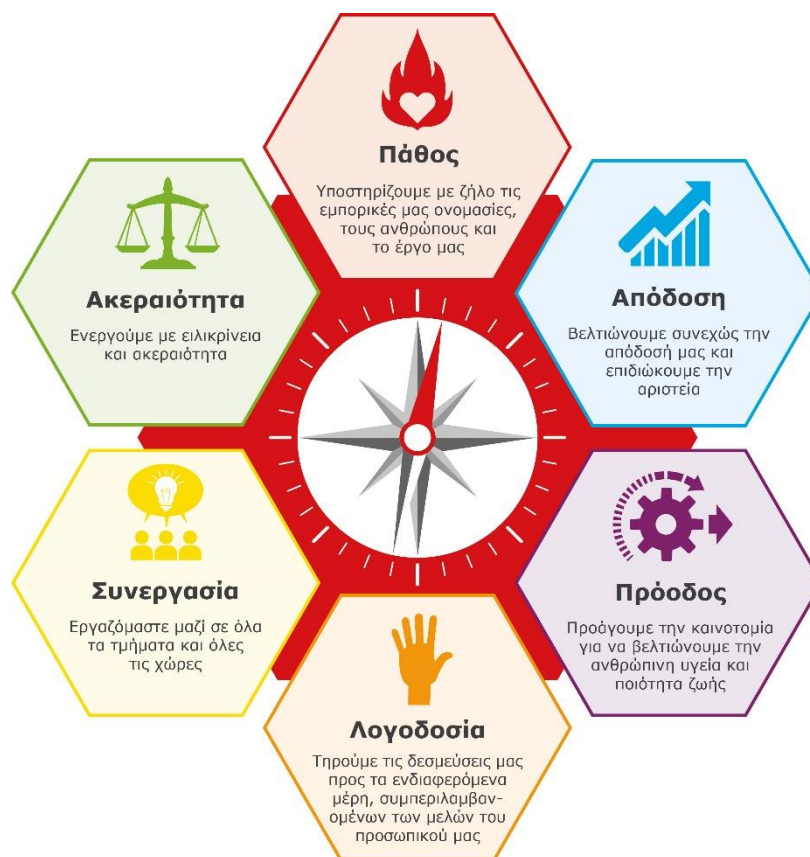 Πάθος
Υποστηρίζουμε με ζήλο τις
εμπορικές μας ονομασίες,
τους ανθρώπους και
το έργο μας
Απόδοση
Βελτιώνουμε συνεχώς την
απόδοσή μας και
επιδιώκουμε την
αριστεία
Πρόοδος
Προάγουμε την καινοτομία
για να βελτιώνουμε την
ανθρώπινη υγεία και
ποιότητα ζωής
Λογοδοσία
Τηρούμε τις δεσμεύσεις μας
προς τα ενδιαφερόμενα
μέρη, συμπεριλαμβαν-
ομένων των μελών του
προσωπικού μας
Συνεργασία
Εργαζόμαστε μαζί σε όλα
τα τμήματα και όλες
τις χώρες
Ακεραιότητα
Ενεργούμε με ειλικρίνεια
και ακεραιότητα